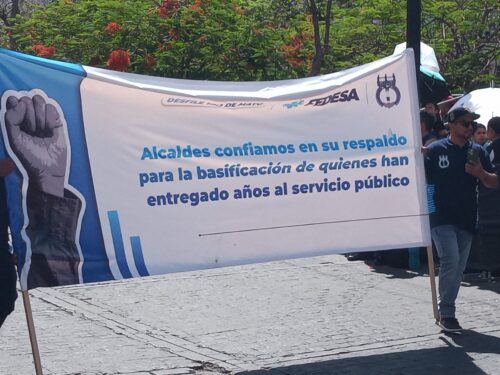 DESFILE 1RO DE MAYO
FEDESA
Alcaldes confiamos en su respaldo
para la basificación de quienes han
entregado años al servicio público